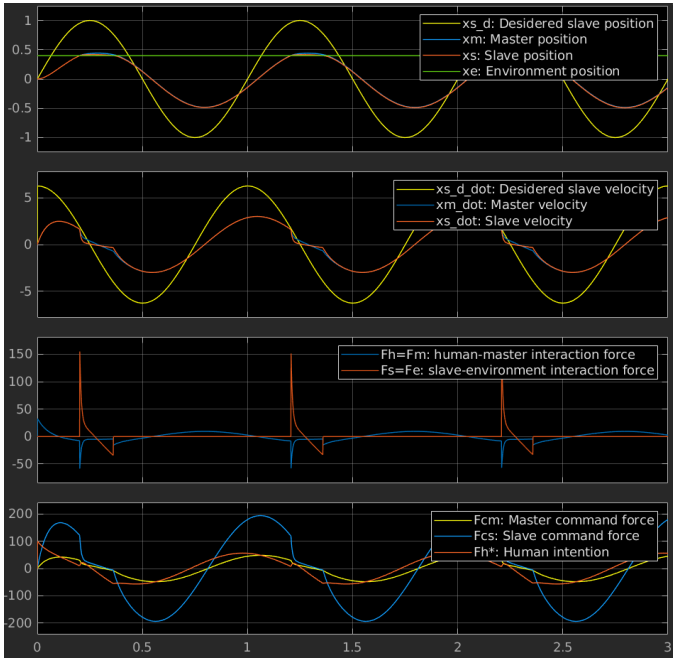 xs_d: Desidered slave position
xm: Master position
xs: Slave position
xe: Environment position
1
0.5
0
-0.5
-1
xs_d_dot: Desidered slave velocity
xm_dot: Master velocity
xs_dot: Slave velocity
5
0
-5
Fh=Fm: human-master interaction force
Fs=Fe: slave-environment interaction force
150
100
50
0
-50
Fcm: Master command force
Fcs: Slave command force
Fh*: Human intention
200
100
0
-100
-200
0 0.5 1 1.5 2 2.5 3